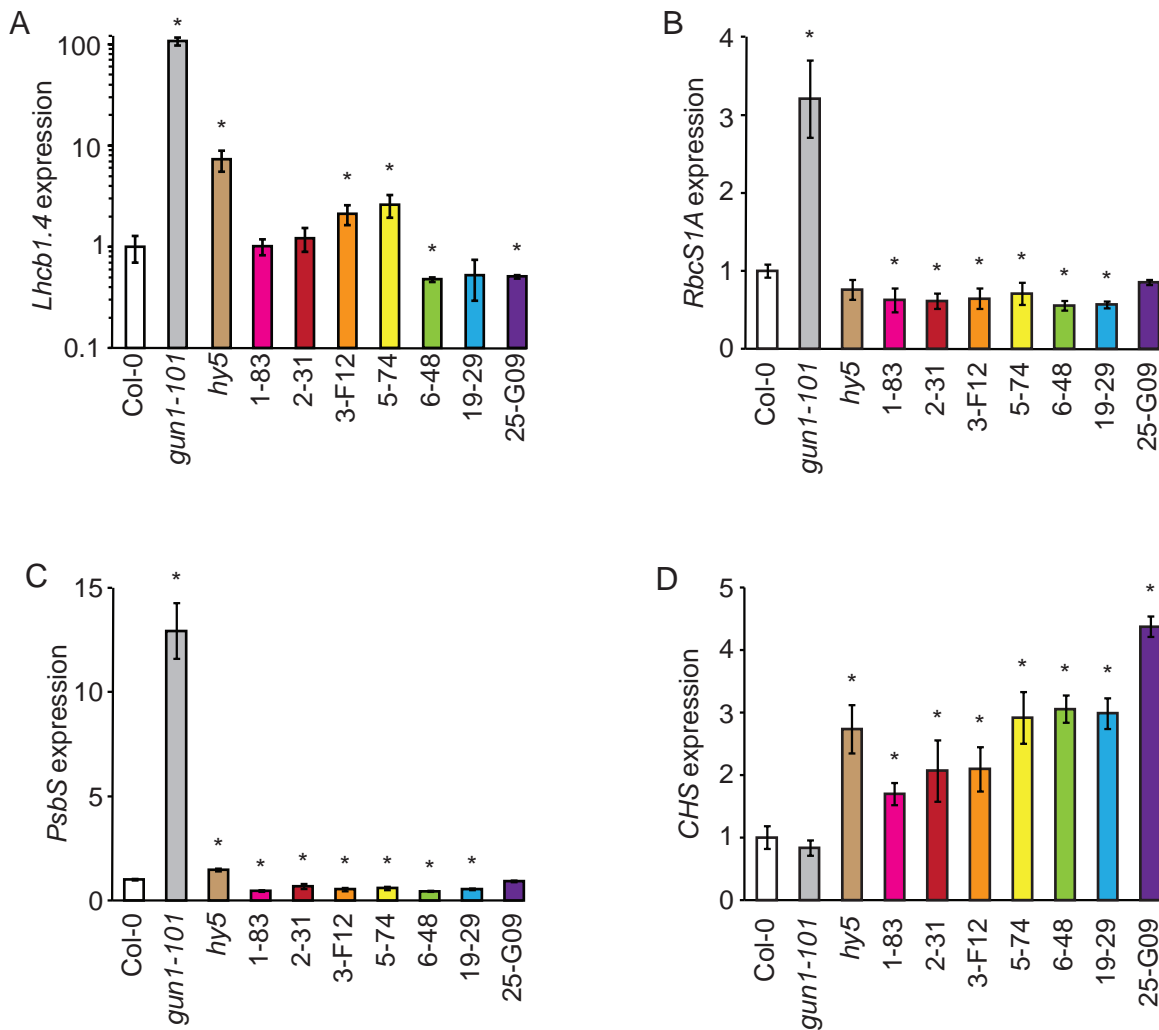 A
Lhcb1.4 expression
100
10
1
0.1
* * * * * *
Col-0 gun1-101 hy5 1-83 2-31 3-F12 5-74 6-48 19-29 25-G09
B
RbcS1A expression
4
3
2
1
0
* * * * * * *
Col-0 gun1-101 hy5 1-83 2-31 3-F12 5-74 6-48 19-29 25-G09
C
PsbS expression
15
10
5
0
* * * * * * * *
Col-0 gun1-101 hy5 1-83 2-31 3-F12 5-74 6-48 19-29 25-G09
D
CHS expression
5
4
3
2
1
0
* * * * * * * *
Col-0 gun1-101 hy5 1-83 2-31 3-F12 5-74 6-48 19-29 25-G09